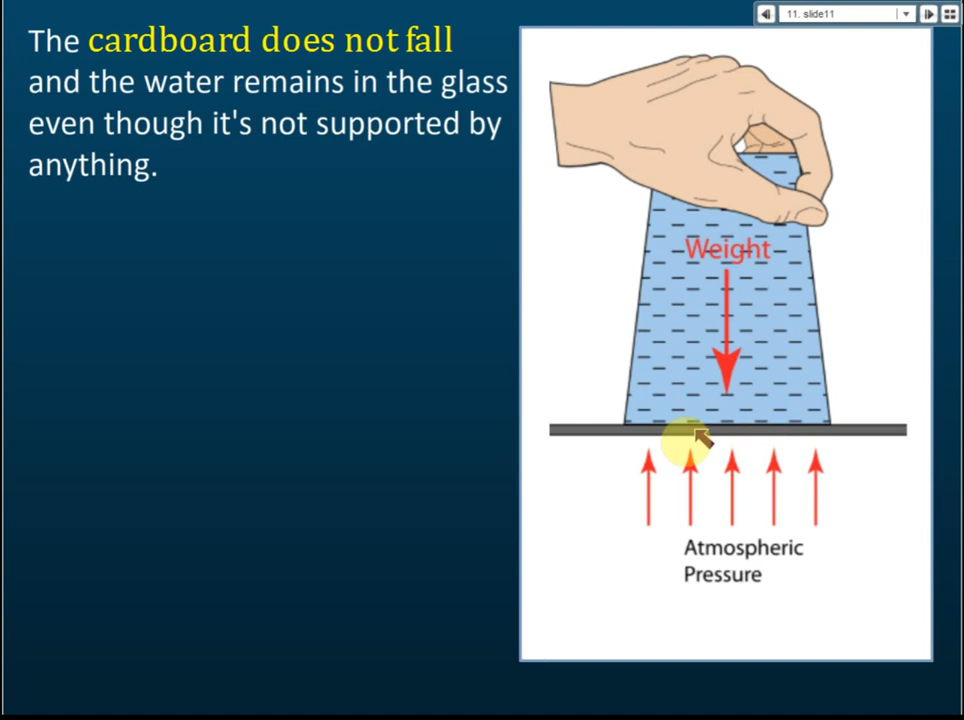 11. slide11
The cardboard does not fall
and the water remains in the glass
even though it's not supported by
anything.
Weight
Atmospheric
Pressure